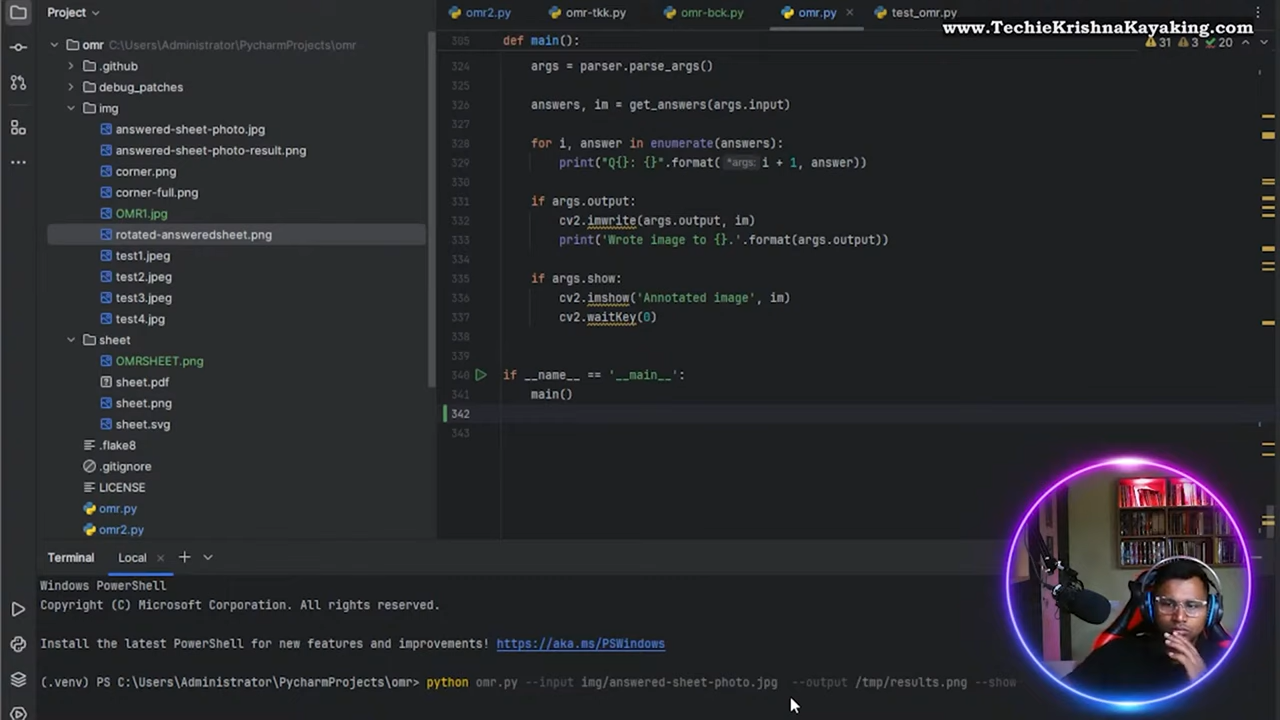 Project
omr C:\Users\Administrator\PycharmProjects\omr
.github
debug_patches
img
answered-sheet-photo.jpg
answered-sheet-photo-result.png
corner.png
corner-full.png
OMR1.jpg
rotated-answeredsheet.png
test1.jpeg
test2.jpeg
test3.jpeg
test4.jpg
sheet
OMRSHEET.png
sheet.pdf
sheet.png
sheet.svg
.flake8
.gitignore
LICENSE
omr.py
omr2.py
omr2.py omr-tkk.py omr-bck.py omr.py test_omr.py
www.TechieKrishnaKayaking.com
31 3 20
305 def main():
324 args = parser.parse_args()
325
326 answers, im = get_answers(args.input)
327
328 for i, answer in enumerate(answers):
329 print("Q{}: {}".format( *args: i + 1, answer))
330
331 if args.output:
332 cv2.imwrite(args.output, im)
333 print('Wrote image to {}.'.format(args.output))
334
335 if args.show:
336 cv2.imshow('Annotated image', im)
337 cv2.waitKey(0)
338
339
340 if __name__ == '__main__':
341 main()
342
343
Terminal Local
Windows PowerShell
Copyright (C) Microsoft Corporation. All rights reserved.
Install the latest PowerShell for new features and improvements! https://aka.ms/PSWindows
(.venv) PS C:\Users\Administrator\PycharmProjects\omr> python omr.py --input img/answered-sheet-photo.jpg --output /tmp/results.png --show